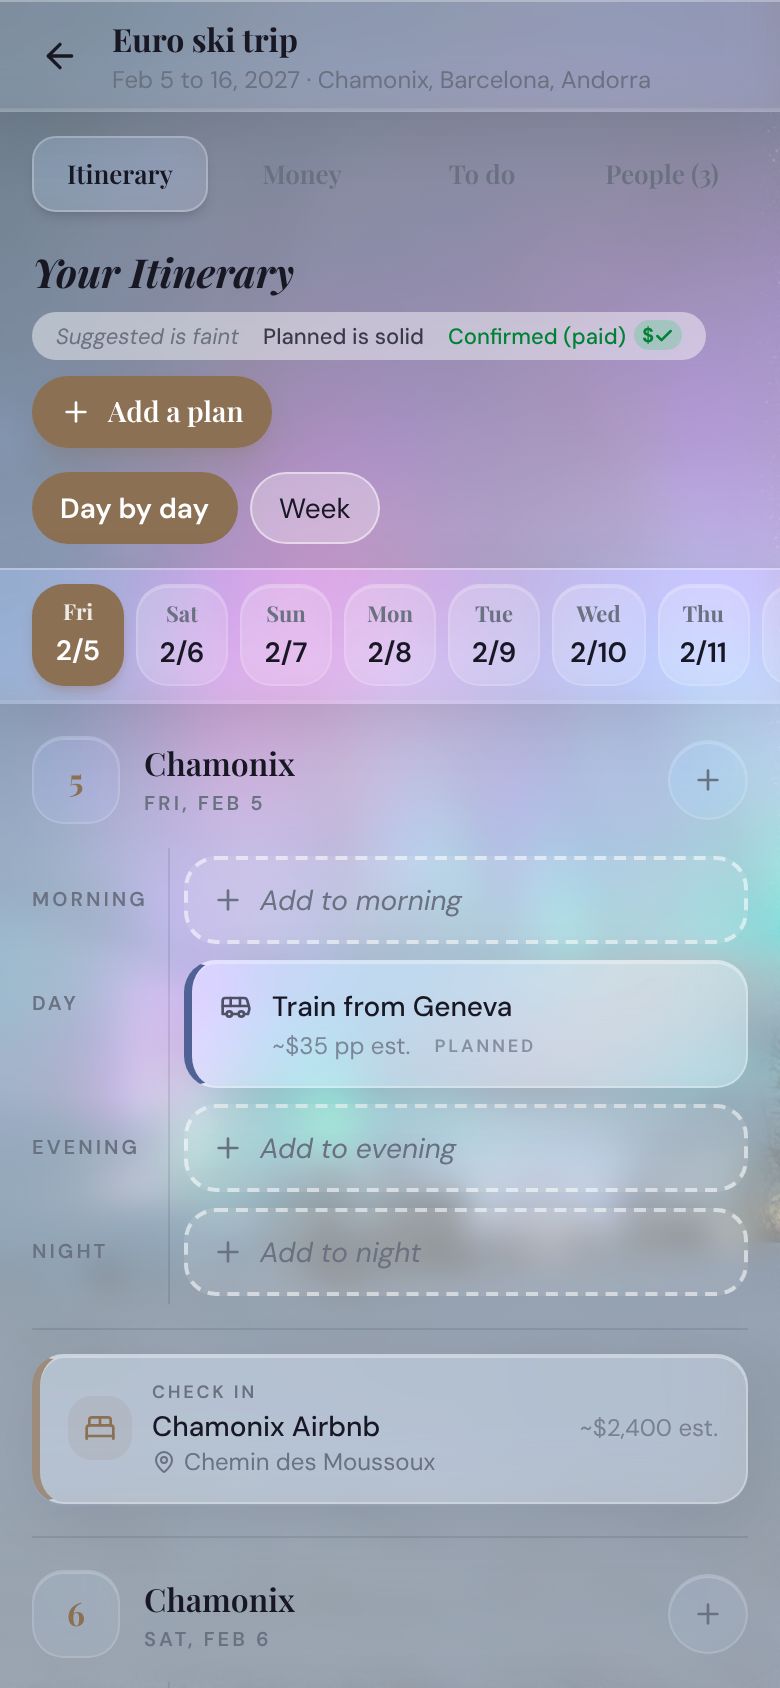 Euro ski trip
Feb 5 to 16, 2027 · Chamonix, Barcelona, Andorra
Itinerary Money To do People (3)
Your Itinerary
Suggested is faint Planned is solid Confirmed (paid) $✓
+ Add a plan
Day by day Week
Fri Sat Sun Mon Tue Wed Thu
2/5 2/6 2/7 2/8 2/9 2/10 2/11
5 Chamonix +
FRI, FEB 5
MORNING + Add to morning
DAY Train from Geneva
~$35 pp est. PLANNED
EVENING + Add to evening
NIGHT + Add to night
CHECK IN
Chamonix Airbnb ~$2,400 est.
Chemin des Moussoux
6 Chamonix +
SAT, FEB 6